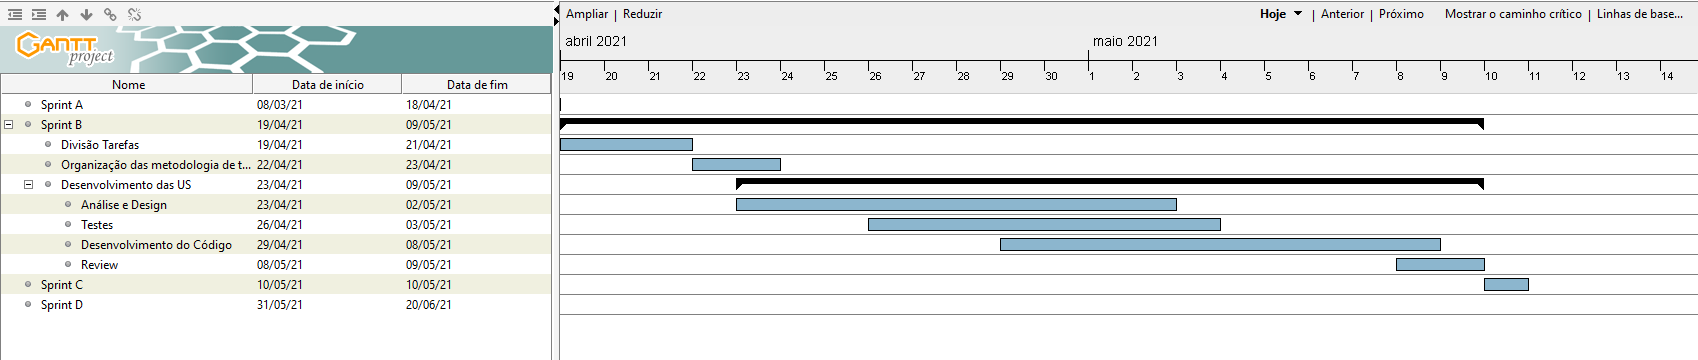 Ampliar | Reduzir
Hoje | Anterior | Próximo Mostrar o caminho crítico | Linhas de base...
GANTT
project
abril 2021 maio 2021
19 20 21 22 23 24 25 26 27 28 29 30 1 2 3 4 5 6 7 8 9 10 11 12 13 14
Nome Data de início Data de fim
Sprint A 08/03/21 18/04/21
Sprint B 19/04/21 09/05/21
Divisão Tarefas 19/04/21 21/04/21
Organização das metodologia de t... 22/04/21 23/04/21
Desenvolvimento das US 23/04/21 09/05/21
Análise e Design 23/04/21 02/05/21
Testes 26/04/21 03/05/21
Desenvolvimento do Código 29/04/21 08/05/21
Review 08/05/21 09/05/21
Sprint C 10/05/21 10/05/21
Sprint D 31/05/21 20/06/21